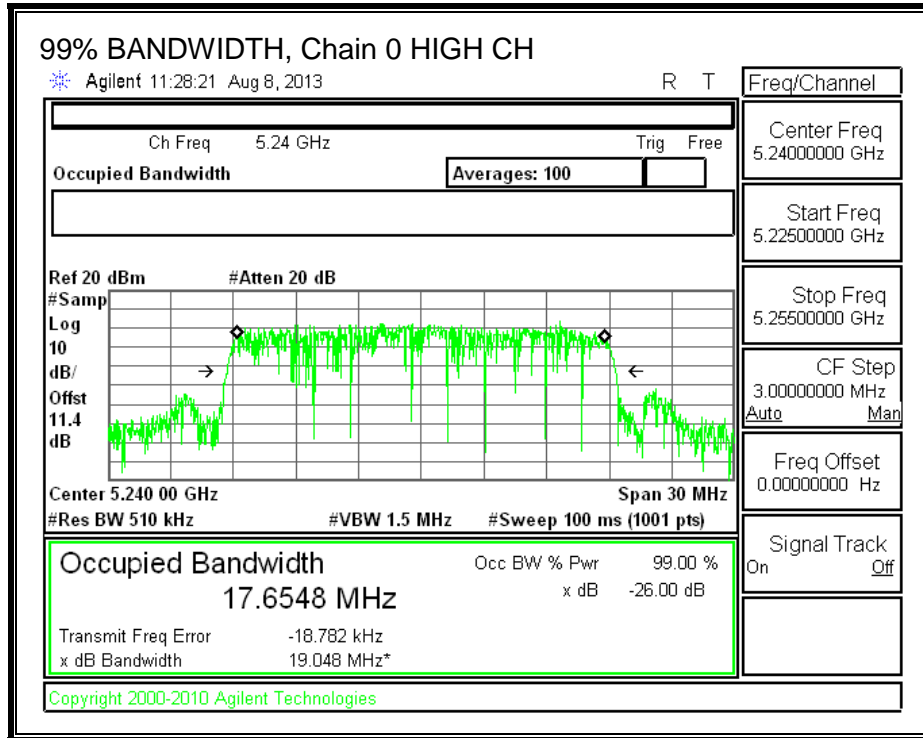 99% BANDWIDTH, Chain 0 HIGH CH
Agilent 11:28:21 Aug 8, 2013 R T
Freq/Channel
Ch Freq 5.24 GHz Trig Free
Occupied Bandwidth Averages: 100
Center Freq
5.24000000 GHz
Start Freq
5.22500000 GHz
Stop Freq
5.25500000 GHz
CF Step
3.00000000 MHz
Auto Man
Freq Offset
0.00000000 Hz
Signal Track
On Off
Ref 20 dBm #Atten 20 dB
#Samp
Log
10
dB/
Offst
11.4
dB
Center 5.240 00 GHz Span 30 MHz
#Res BW 510 kHz #VBW 1.5 MHz #Sweep 100 ms (1001 pts)
Occupied Bandwidth Occ BW % Pwr 99.00 %
17.6548 MHz x dB -26.00 dB
Transmit Freq Error -18.782 kHz
x dB Bandwidth 19.048 MHz*
Copyright 2000-2010 Agilent Technologies